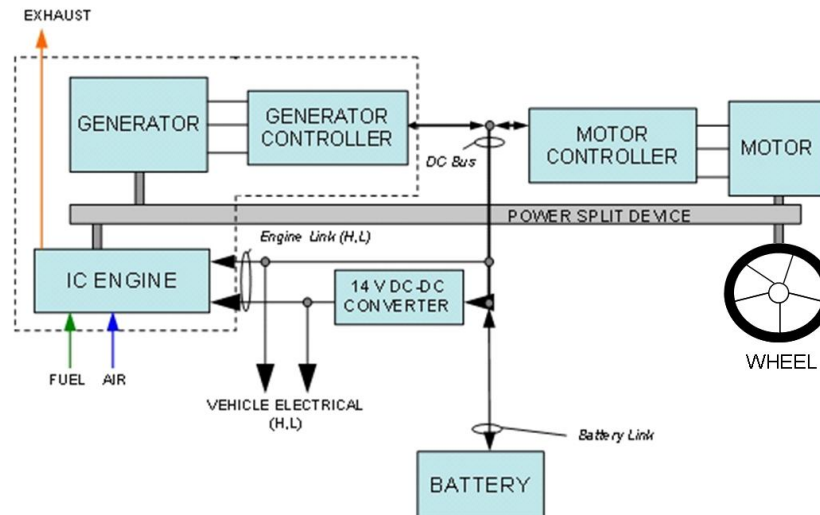 EXHAUST
GENERATOR
GENERATOR
CONTROLLER
DC Bus
MOTOR
CONTROLLER
MOTOR
POWER SPLIT DEVICE
Engine Link (H,L)
IC ENGINE
14 V DC-DC
CONVERTER
WHEEL
FUEL
AIR
VEHICLE ELECTRICAL
(H,L)
Battery Link
BATTERY